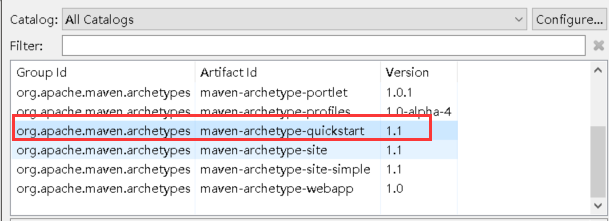 Catalog: All Catalogs Configure...
Filter:
Group Id Artifact Id Version
org.apache.maven.archetypes maven-archetype-portlet 1.0.1
org.apache.maven.archetypes maven-archetype-profiles 1.0-alpha-4
org.apache.maven.archetypes maven-archetype-quickstart 1.1
org.apache.maven.archetypes maven-archetype-site 1.1
org.apache.maven.archetypes maven-archetype-site-simple 1.1
org.apache.maven.archetypes maven-archetype-webapp 1.0